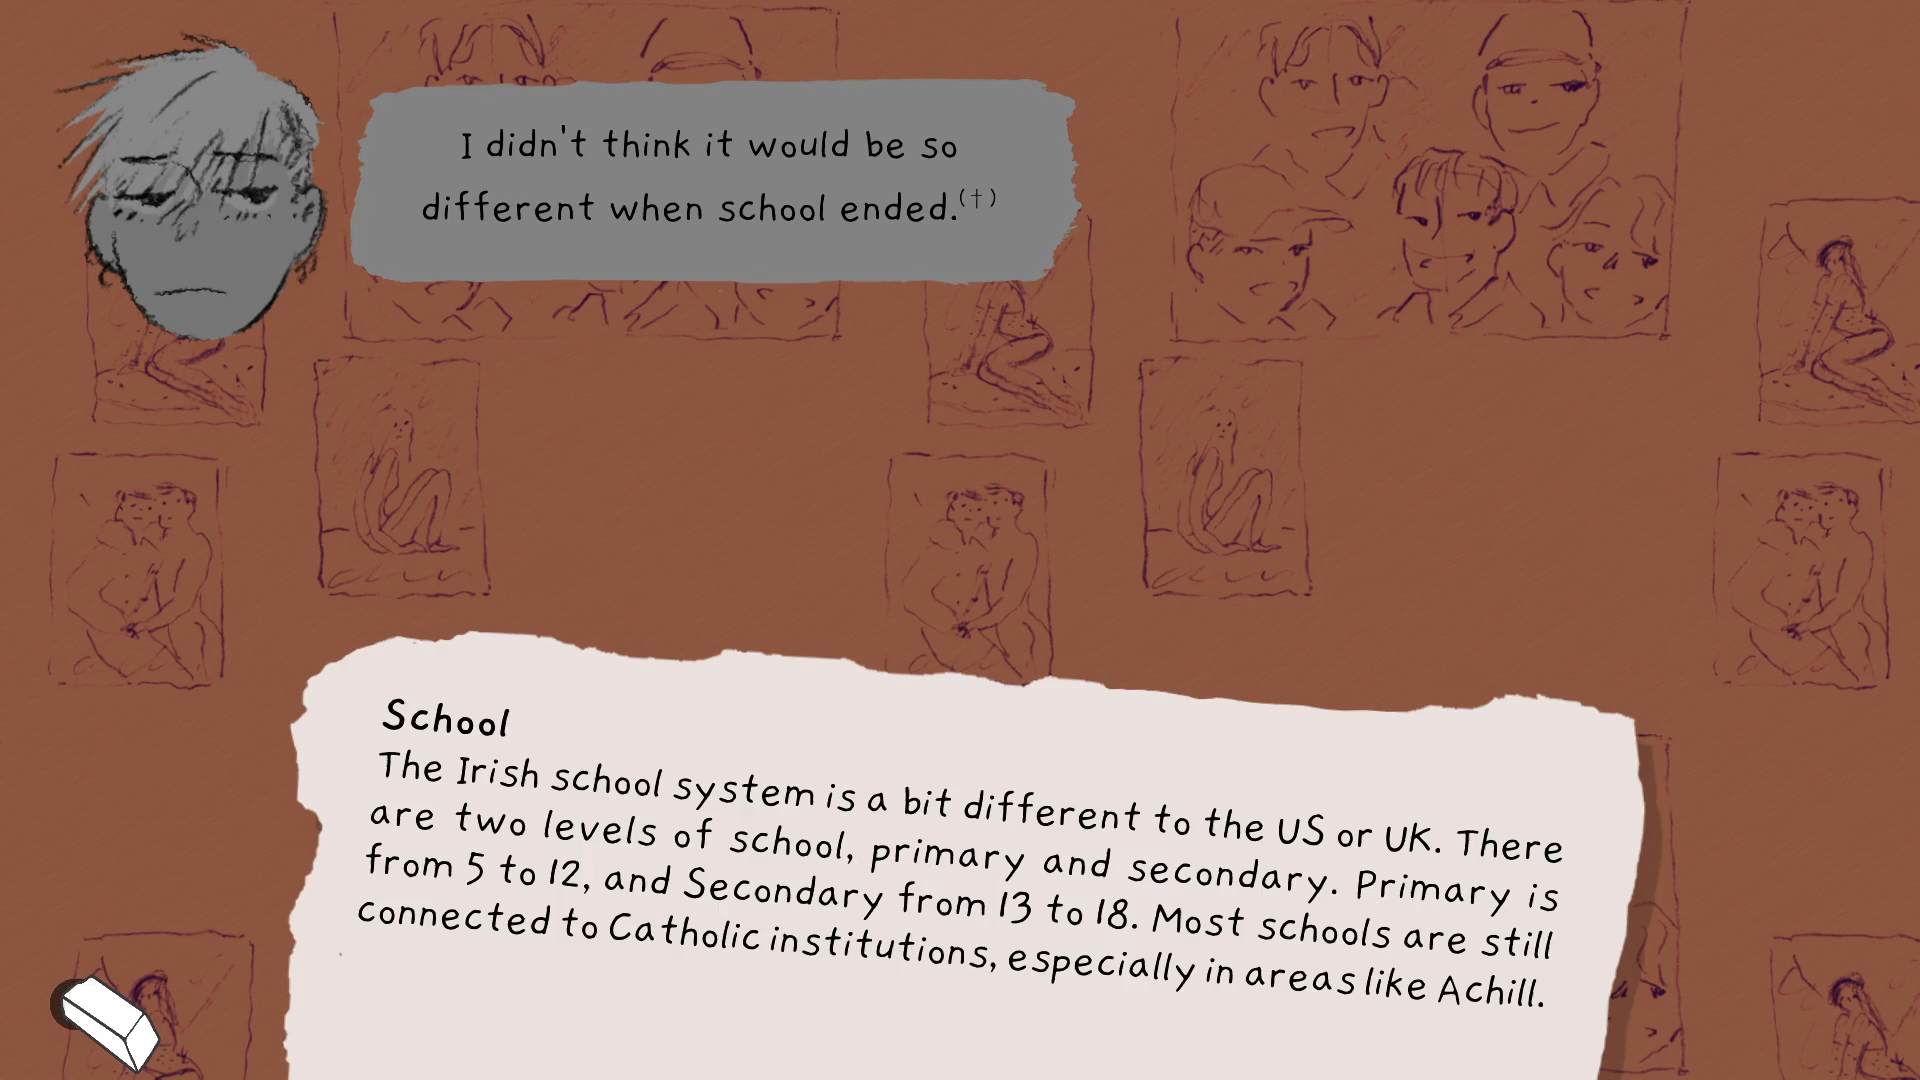 I didn't think it would be so
different when school ended.(†)
School
The Irish school system is a bit different to the US or UK. There
are two levels of school, primary and secondary. Primary is
from 5 to 12, and Secondary from 13 to 18. Most schools are still
connected to Catholic institutions, especially in areas like Achill.